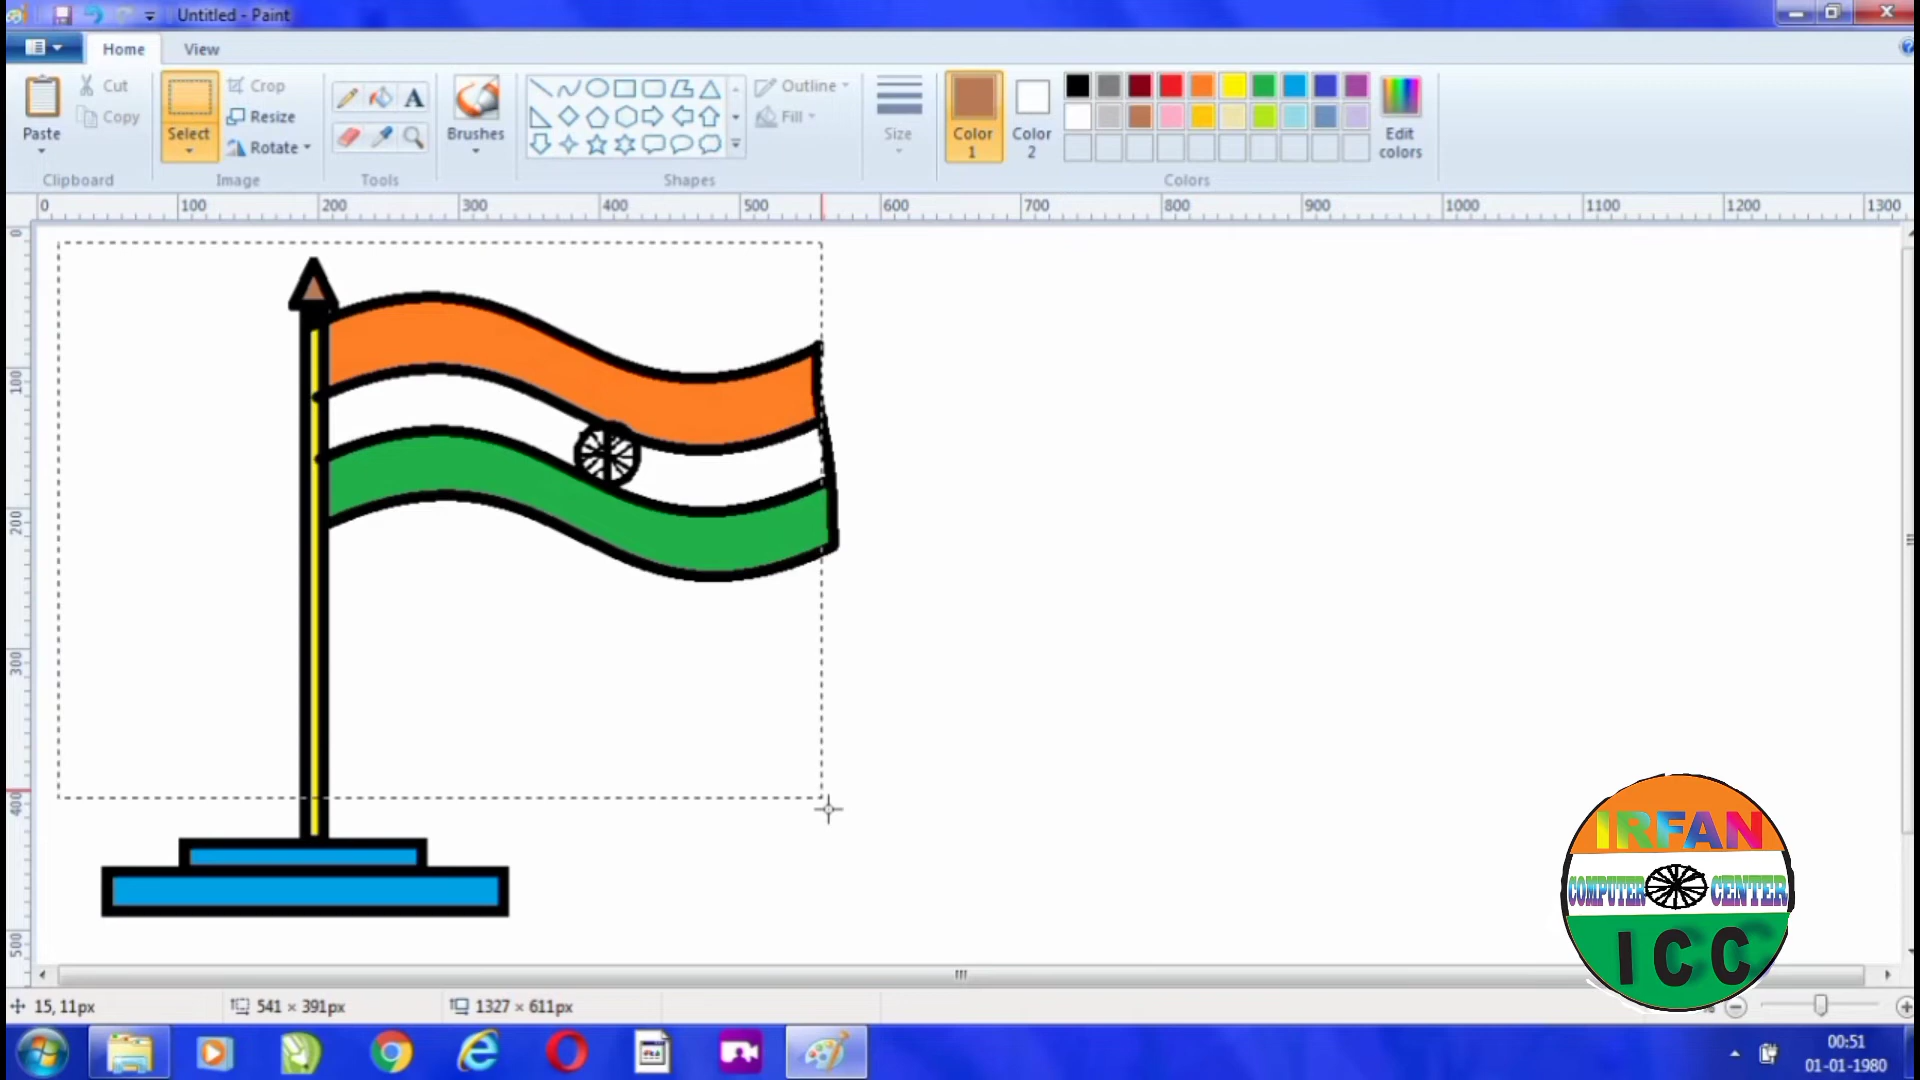 Untitled - Paint
Home View
Paste
Cut
Copy
Clipboard
Select
Crop
Resize
Rotate
Image
A
Tools
Brushes
Shapes
Outline
Fill
Size
Color
1
Color
2
Edit
colors
Colors
0 100 200 300 400 500 600 700 800 900 1000 1100 1200 1300
0
100
200
300
400
500
IRFAN
COMPUTER CENTER
ICC
15, 11px 541 × 391px 1327 × 611px
00:51
01-01-1980